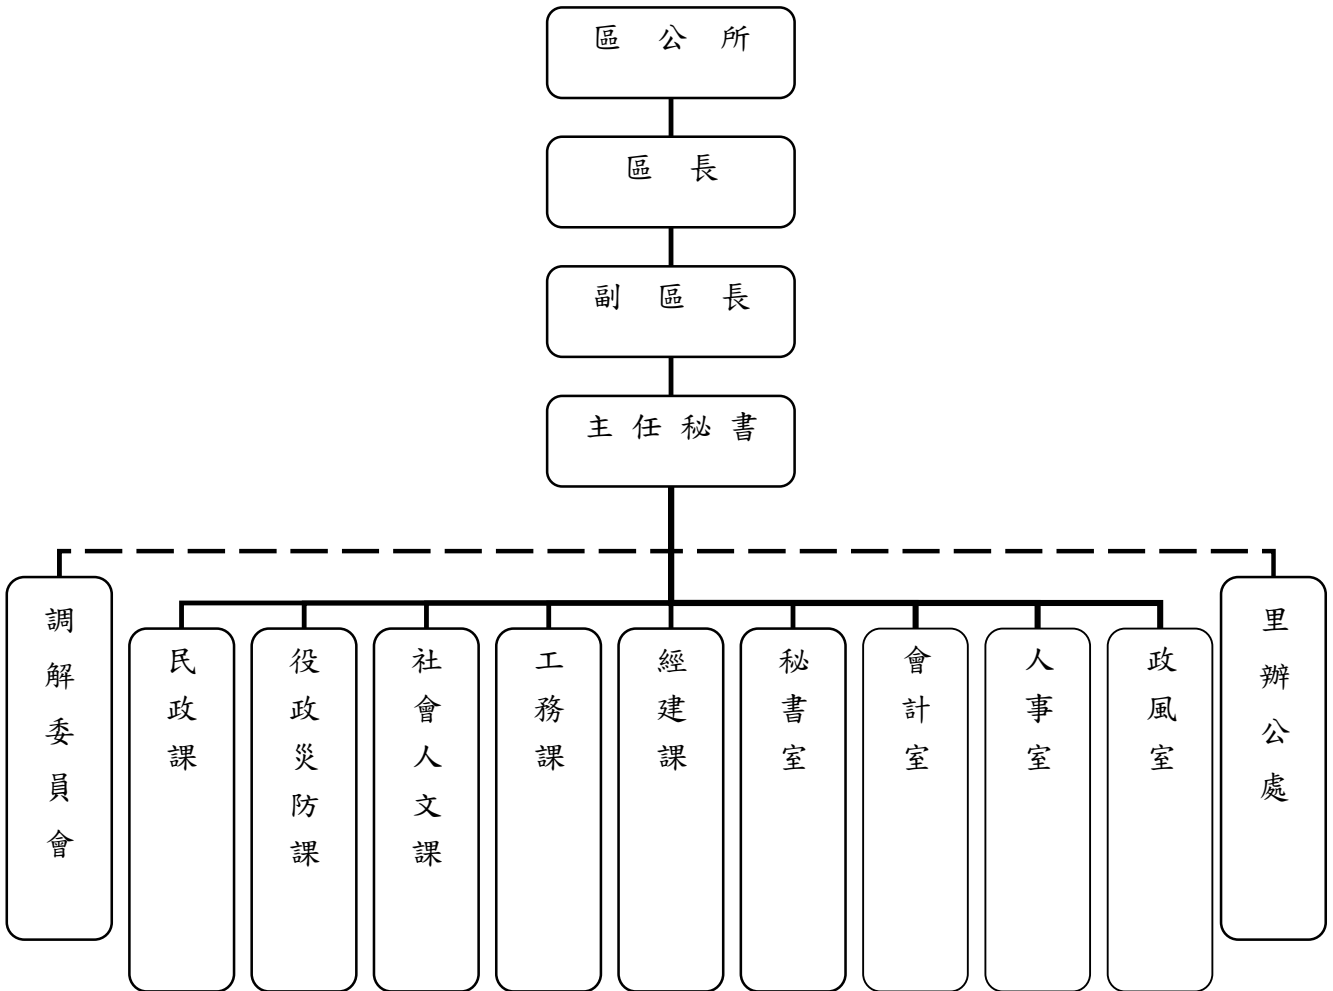 區公所
區長
副區長
主任秘書
調解委員會
民政課
役政災防課
社會人文課
工務課
經建課
秘書室
會計室
人事室
政風室
里辦公處